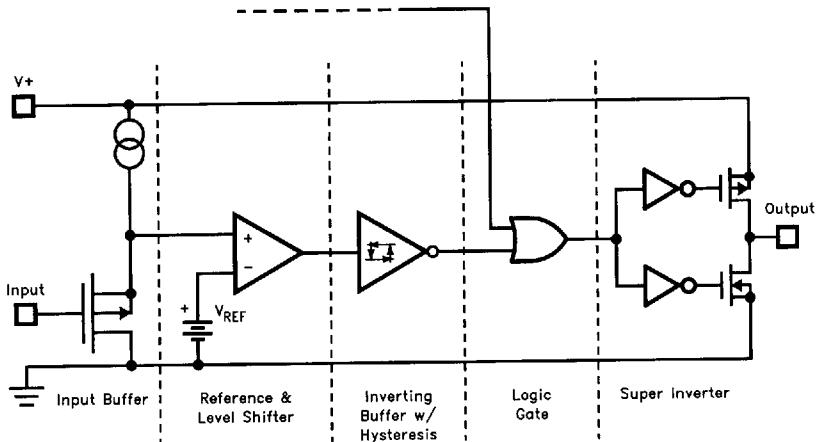 V+
Input
+
−
+
VREF
Output
Input Buffer
Reference &
Level Shifter
Inverting
Buffer w/
Hysteresis
Logic
Gate
Super Inverter